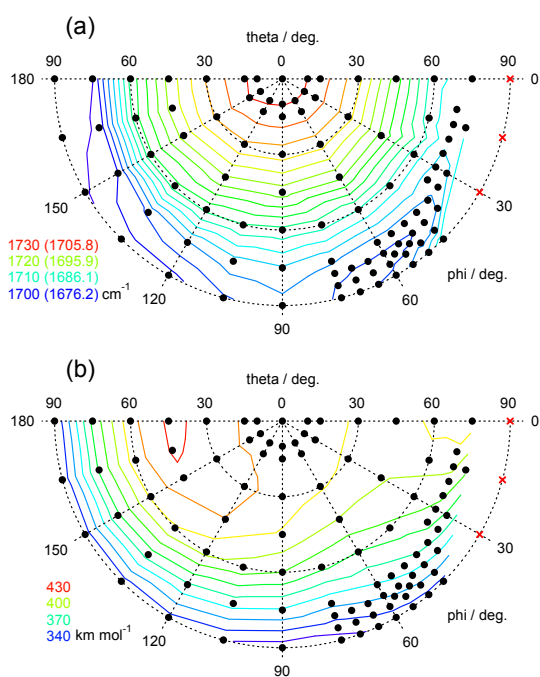 (a)
theta / deg.
180 60 30 0 30 60 90
0
150
30
1730 (1705.8)
1720 (1695.9)
1710 (1686.1)
1700 (1676.2) cm-1
phi / deg.
120
60
90
(b)
theta / deg.
180 60 30 0 30 60 90
0
150
30
430
400
370
340 km mol-1
phi / deg.
120
60
90